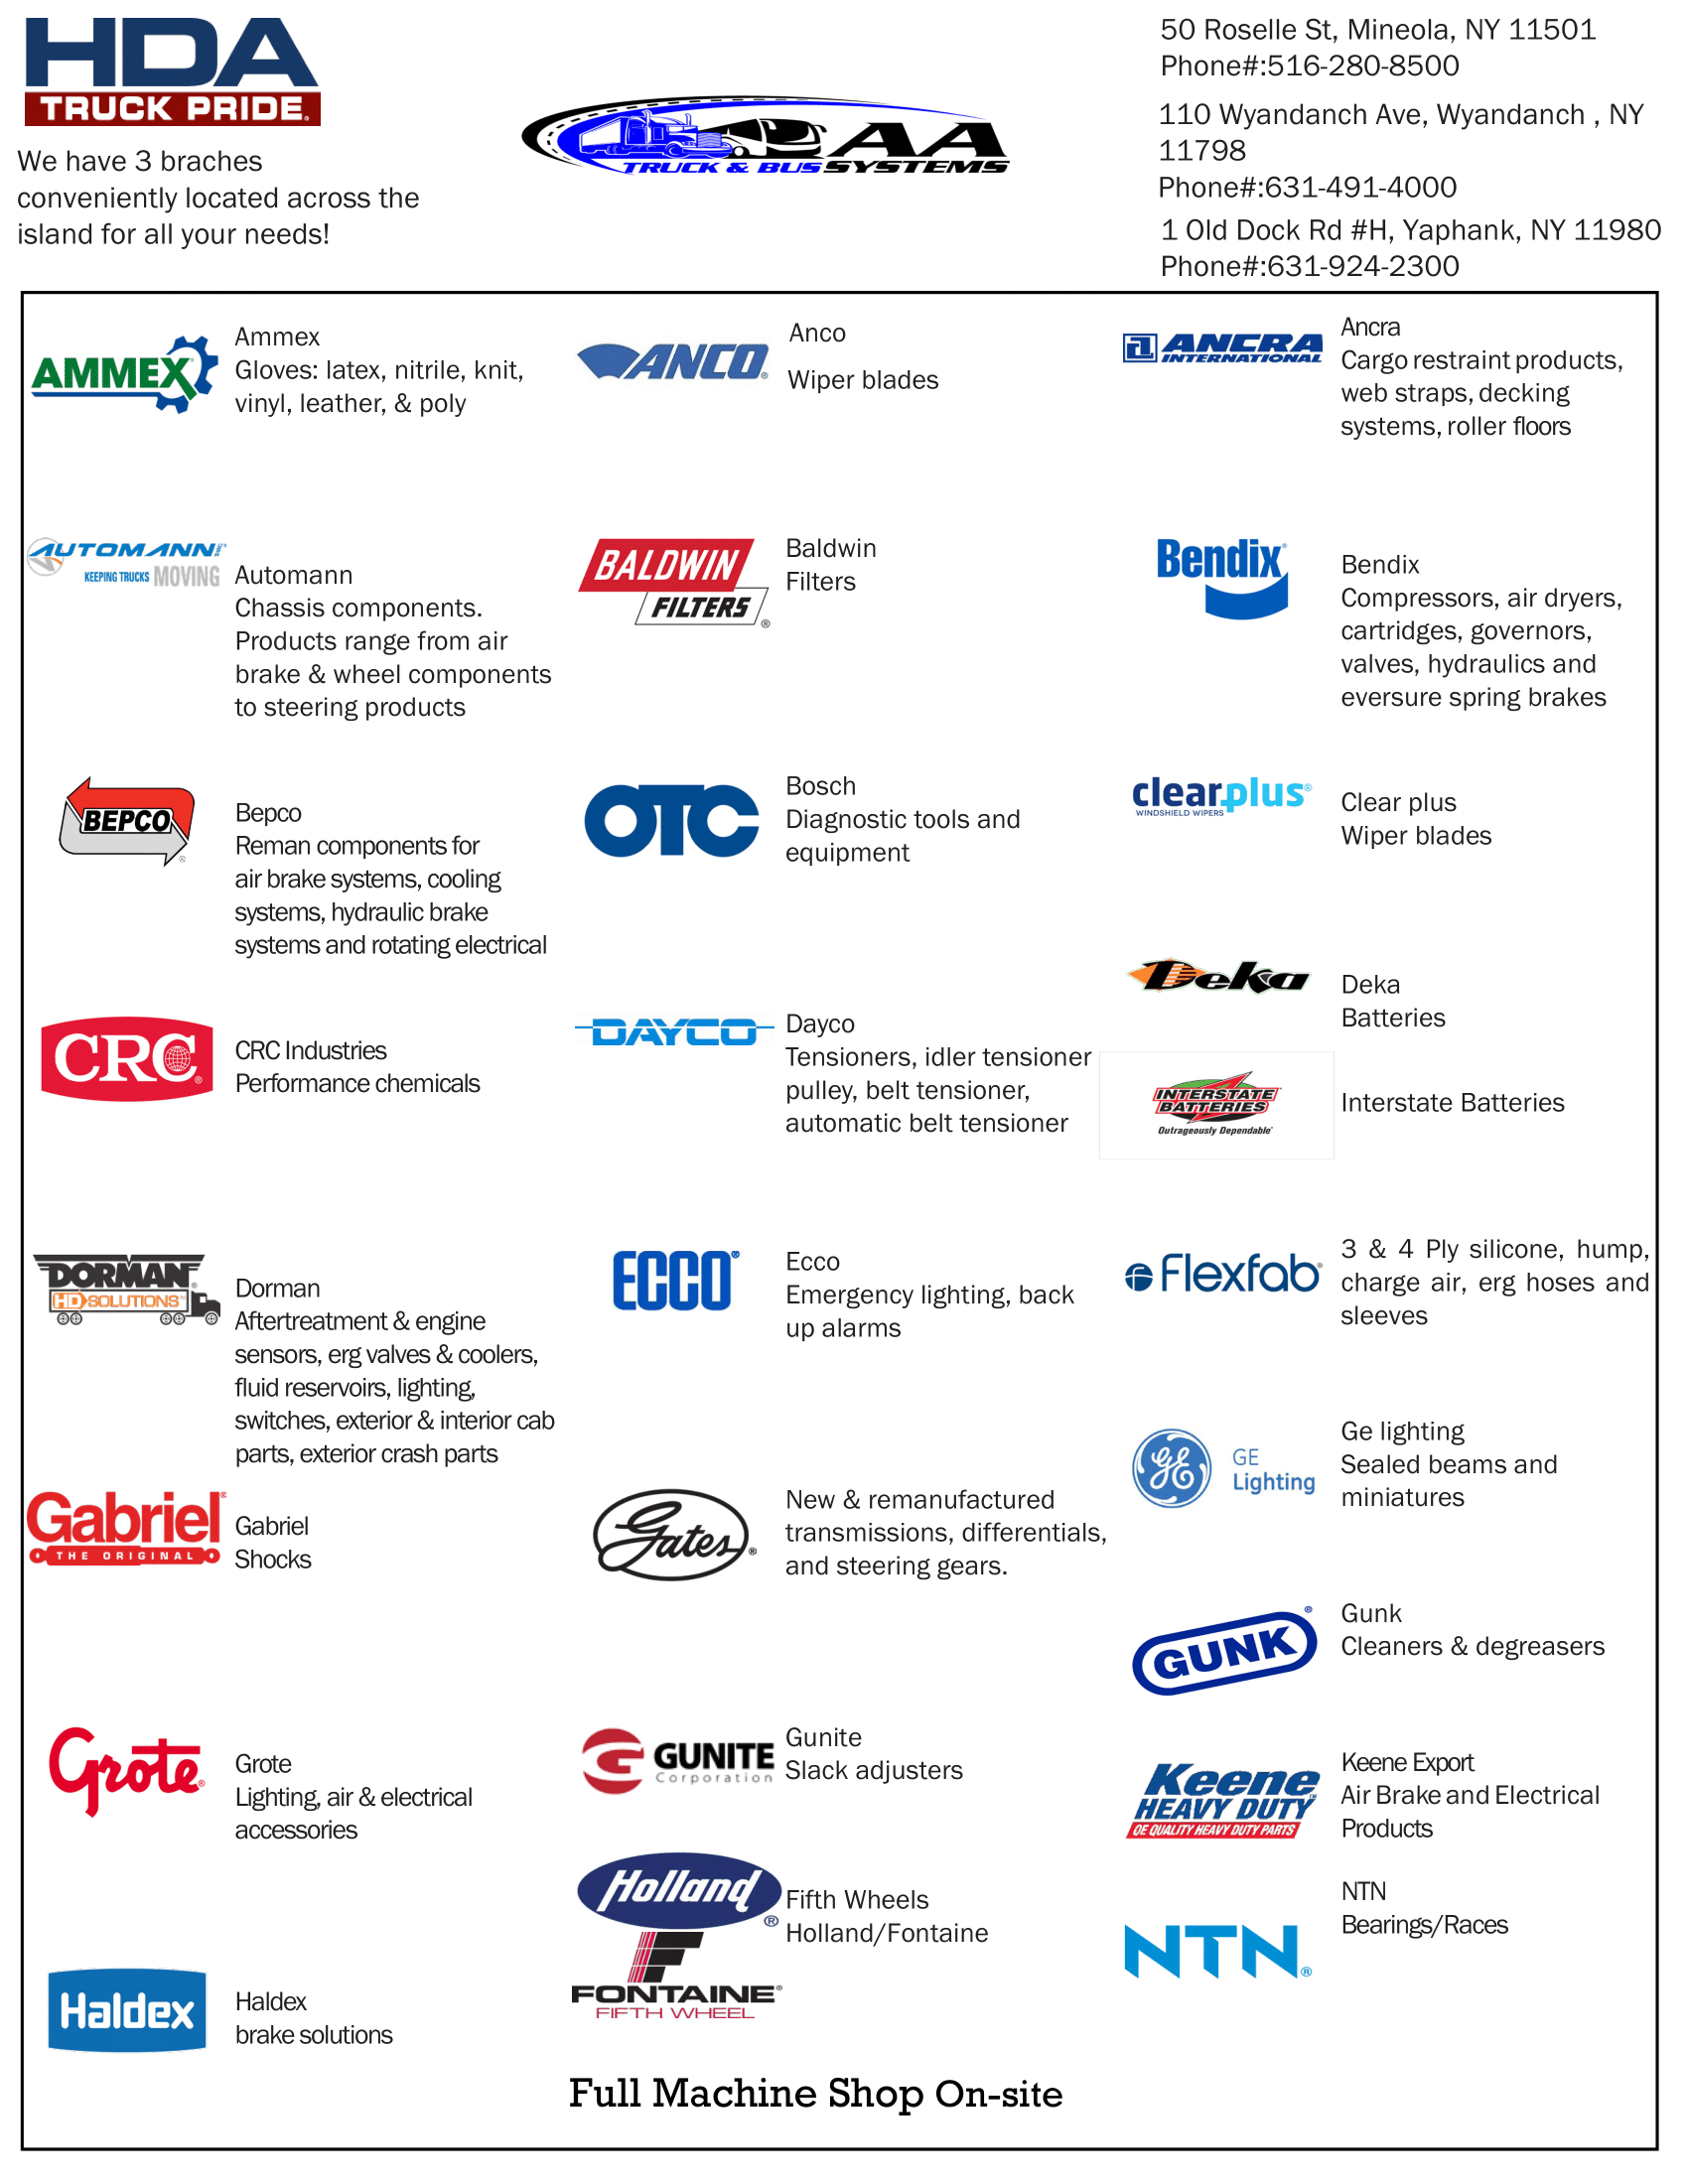 HDA
TRUCK PRIDE®
We have 3 braches
conveniently located across the
island for all your needs!
AA
TRUCK & BUS SYSTEMS
50 Roselle St, Mineola, NY 11501
Phone#:516-280-8500
110 Wyandanch Ave, Wyandanch , NY
11798
Phone#:631-491-4000
1 Old Dock Rd #H, Yaphank, NY 11980
Phone#:631-924-2300
AMMEX
Ammex
Gloves: latex, nitrile, knit,
vinyl, leather, & poly
ANCO®
Anco
Wiper blades
ANCRA
INTERNATIONAL
Ancra
Cargo restraint products,
web straps, decking
systems, roller floors
AUTOMANN
KEEPING TRUCKS MOVING
Automann
Chassis components.
Products range from air
brake & wheel components
to steering products
BALDWIN
FILTERS®
Baldwin
Filters
Bendix®
Bendix
Compressors, air dryers,
cartridges, governors,
valves, hydraulics and
eversure spring brakes
BEPCO®
Bepco
Reman components for
air brake systems, cooling
systems, hydraulic brake
systems and rotating electrical
OTC
Bosch
Diagnostic tools and
equipment
clearplus®
WINDSHIELD WIPERS
Clear plus
Wiper blades
Deka
Deka
Batteries
CRC®
CRC Industries
Performance chemicals
DAYCO
Dayco
Tensioners, idler tensioner
pulley, belt tensioner,
automatic belt tensioner
INTERSTATE
BATTERIES
Outrageously Dependable
Interstate Batteries
DORMAN®
HD SOLUTIONS
Dorman
Aftertreatment & engine
sensors, erg valves & coolers,
fluid reservoirs, lighting,
switches, exterior & interior cab
parts, exterior crash parts
ECCO®
Ecco
Emergency lighting, back
up alarms
Flexfab
3 & 4 Ply silicone, hump,
charge air, erg hoses and
sleeves
GE
GE
Lighting
Ge lighting
Sealed beams and
miniatures
Gabriel®
THE ORIGINAL
Gabriel
Shocks
Gates®
New & remanufactured
transmissions, differentials,
and steering gears.
GUNK®
Gunk
Cleaners & degreasers
Grote®
Grote
Lighting, air & electrical
accessories
GUNITE
Corporation
Gunite
Slack adjusters
Keene
HEAVY DUTY™
QE QUALITY HEAVY DUTY PARTS
Keene Export
Air Brake and Electrical
Products
Holland®
FONTAINE®
FIFTH WHEEL
Fifth Wheels
Holland/Fontaine
NTN®
NTN
Bearings/Races
Haldex
Haldex
brake solutions
Full Machine Shop On-site